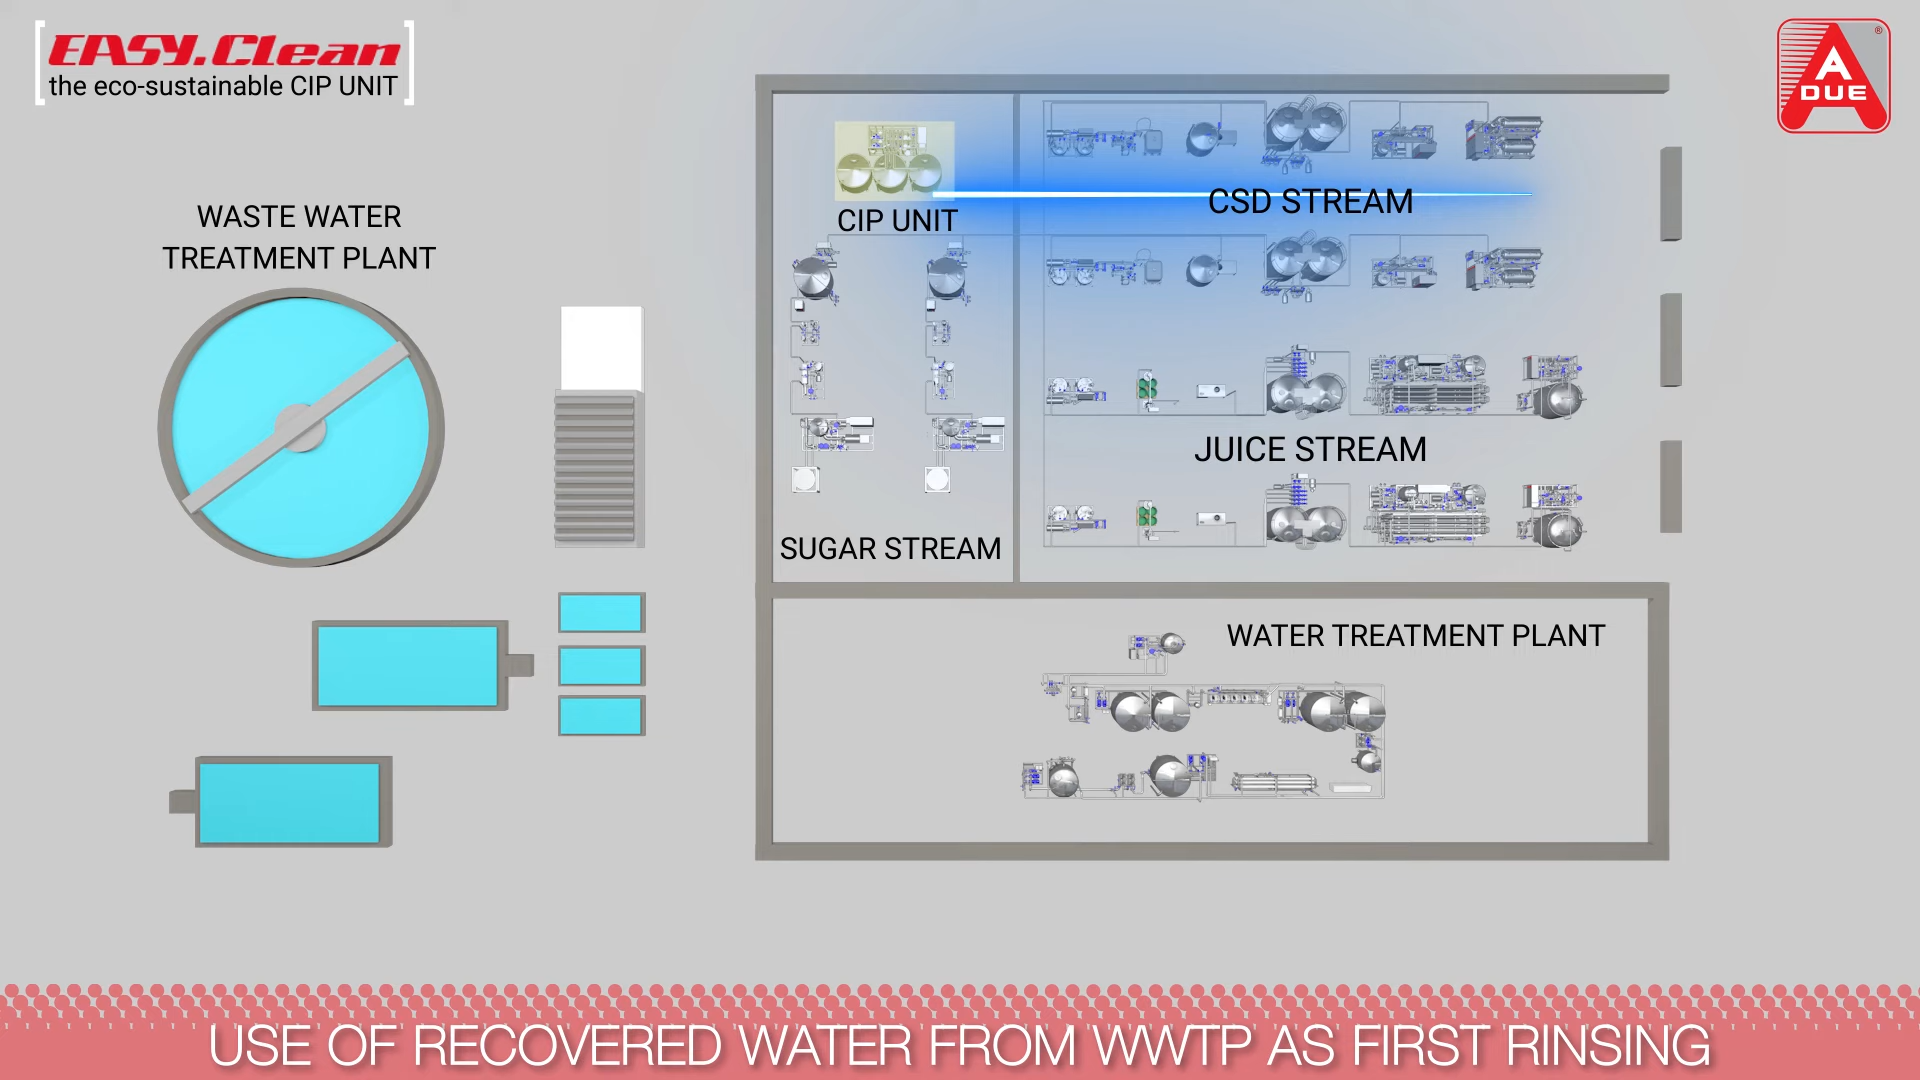 EASY.Clean
the eco-sustainable CIP UNIT
A
DUE
®
WASTE WATER
TREATMENT PLANT
CIP UNIT
CSD STREAM
JUICE STREAM
SUGAR STREAM
WATER TREATMENT PLANT
USE OF RECOVERED WATER FROM WWTP AS FIRST RINSING